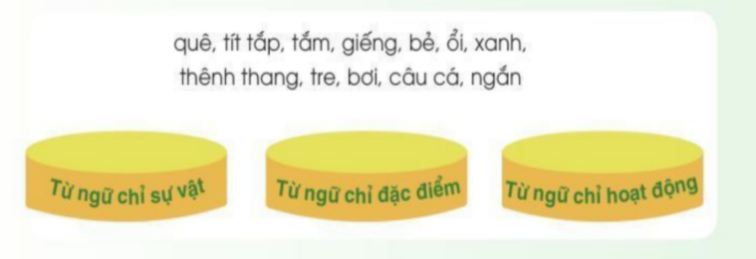 quê, tít tắp, tắm, giếng, bẻ, ổi, xanh,
thênh thang, tre, bơi, câu cá, ngắn
Từ ngữ chỉ sự vật
Từ ngữ chỉ đặc điểm
Từ ngữ chỉ hoạt động